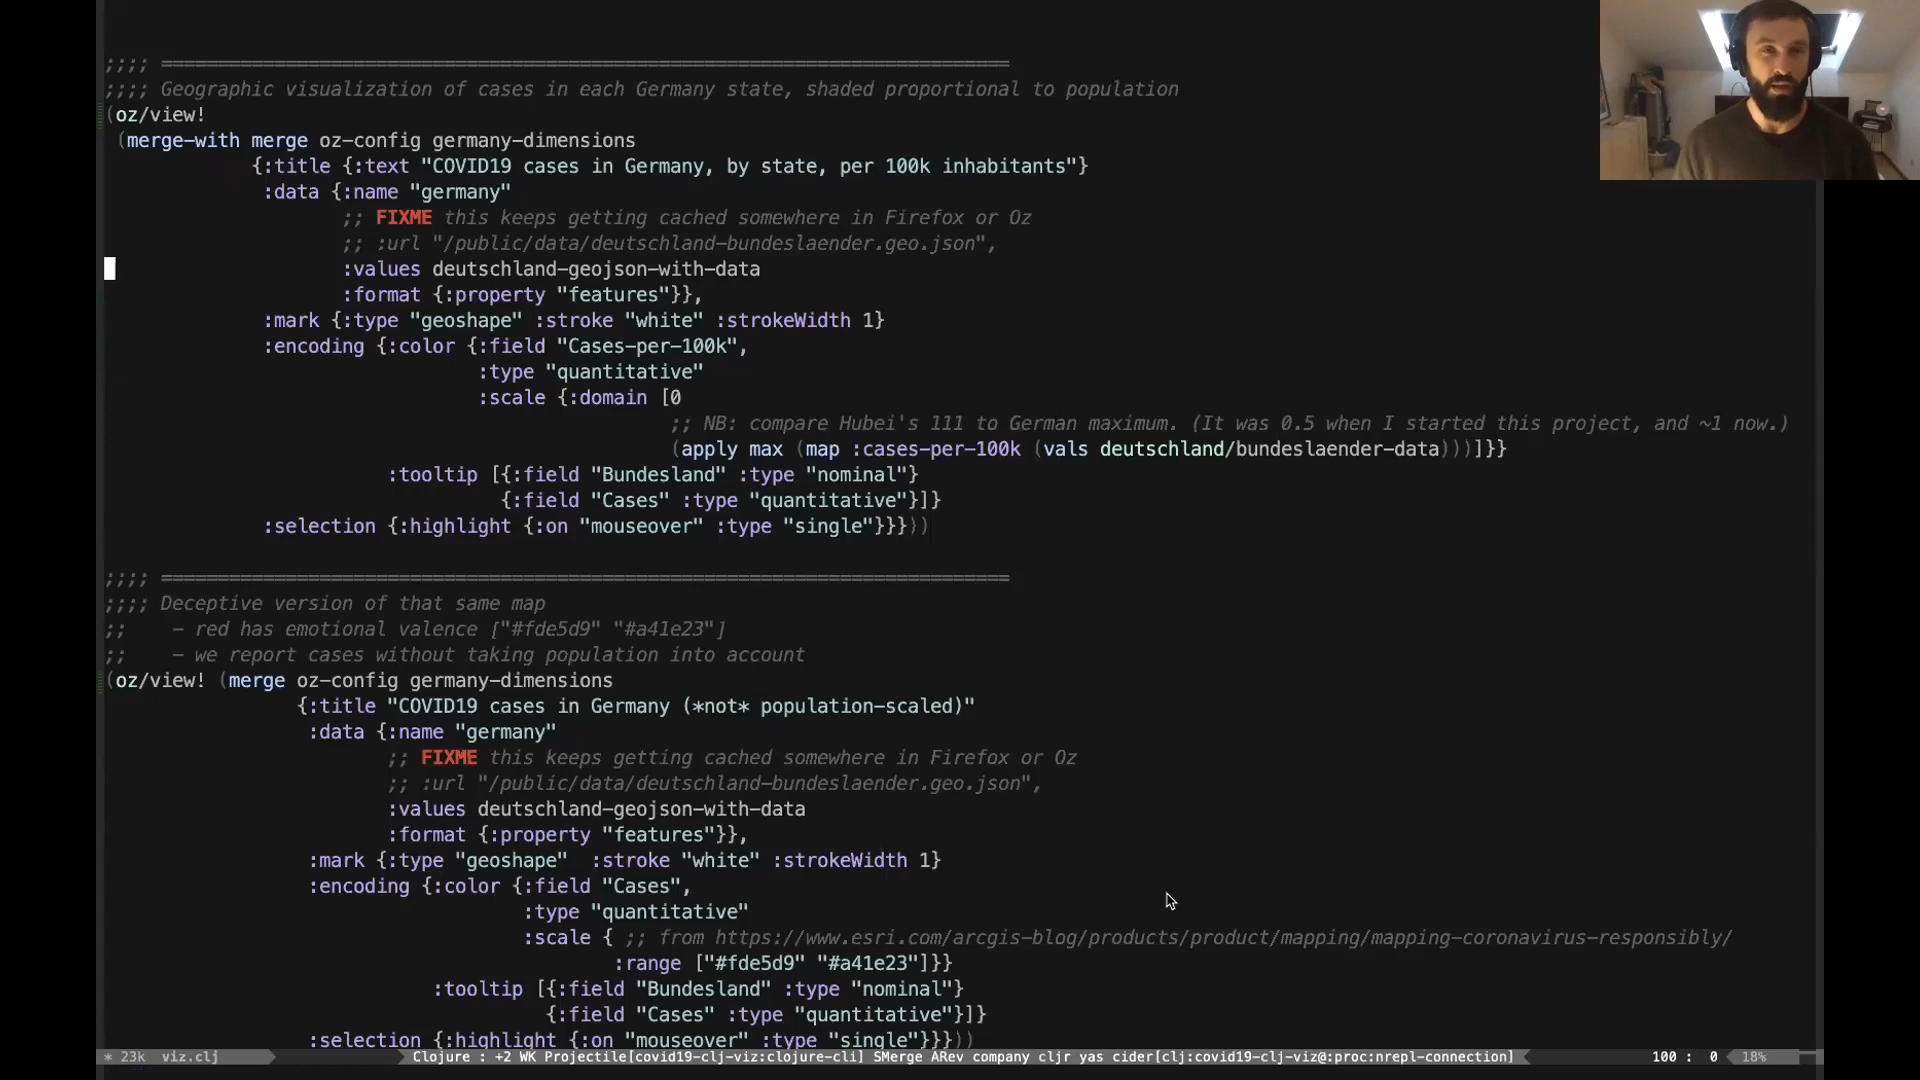 ;;;; ===========================================================================
;;;; Geographic visualization of cases in each Germany state, shaded proportional to population
(oz/view!
(merge-with merge oz-config germany-dimensions
{:title {:text "COVID19 cases in Germany, by state, per 100k inhabitants"}
:data {:name "germany"
;; FIXME this keeps getting cached somewhere in Firefox or Oz
;; :url "/public/data/deutschland-bundeslaender.geo.json",
:values deutschland-geojson-with-data
:format {:property "features"}},
:mark {:type "geoshape" :stroke "white" :strokeWidth 1}
:encoding {:color {:field "Cases-per-100k",
:type "quantitative"
:scale {:domain [0
;; NB: compare Hubei's 111 to German maximum. (It was 0.5 when I started this project, and ~1 now.)
(apply max (map :cases-per-100k (vals deutschland/bundeslaender-data)))]}}
:tooltip [{:field "Bundesland" :type "nominal"}
{:field "Cases" :type "quantitative"}]}
:selection {:highlight {:on "mouseover" :type "single"}}}))
;;;; ===========================================================================
;;;; Deceptive version of that same map
;; - red has emotional valence ["#fde5d9" "#a41e23"]
;; - we report cases without taking population into account
(oz/view! (merge oz-config germany-dimensions
{:title "COVID19 cases in Germany (*not* population-scaled)"
:data {:name "germany"
;; FIXME this keeps getting cached somewhere in Firefox or Oz
;; :url "/public/data/deutschland-bundeslaender.geo.json",
:values deutschland-geojson-with-data
:format {:property "features"}},
:mark {:type "geoshape" :stroke "white" :strokeWidth 1}
:encoding {:color {:field "Cases",
:type "quantitative"
:scale { ;; from https://www.esri.com/arcgis-blog/products/product/mapping/mapping-coronavirus-responsibly/
:range ["#fde5d9" "#a41e23"]}}
:tooltip [{:field "Bundesland" :type "nominal"}
{:field "Cases" :type "quantitative"}]}
:selection {:highlight {:on "mouseover" :type "single"}}}))
* 23k viz.clj Clojure : +2 WK Projectile[covid19-clj-viz:clojure-cli] SMerge ARev company cljr yas cider[clj:covid19-clj-viz@:proc:nrepl-connection] 100 : 0 18%